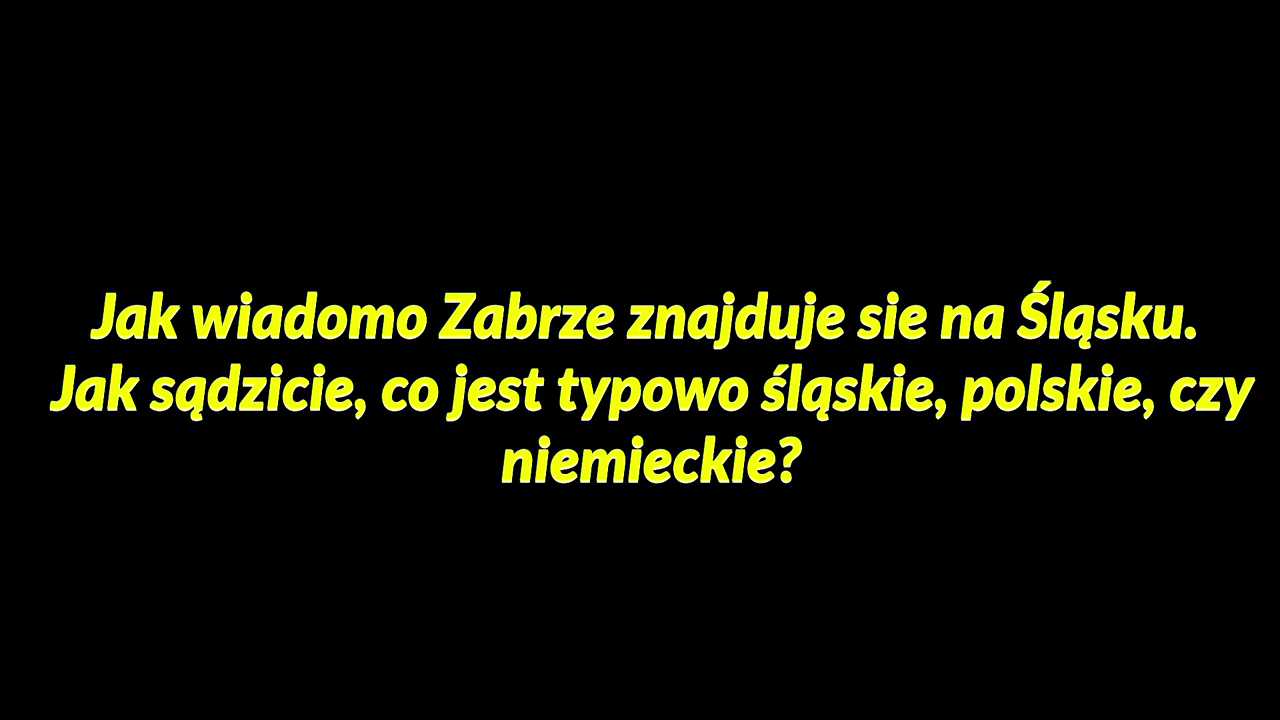 Jak wiadomo Zabrze znajduje sie na Śląsku.
Jak sądzicie, co jest typowo śląskie, polskie, czy
niemieckie?